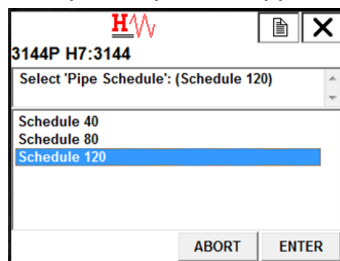 H
3144P H7:3144
Select 'Pipe Schedule': (Schedule 120)
Schedule 40
Schedule 80
Schedule 120
ABORT ENTER